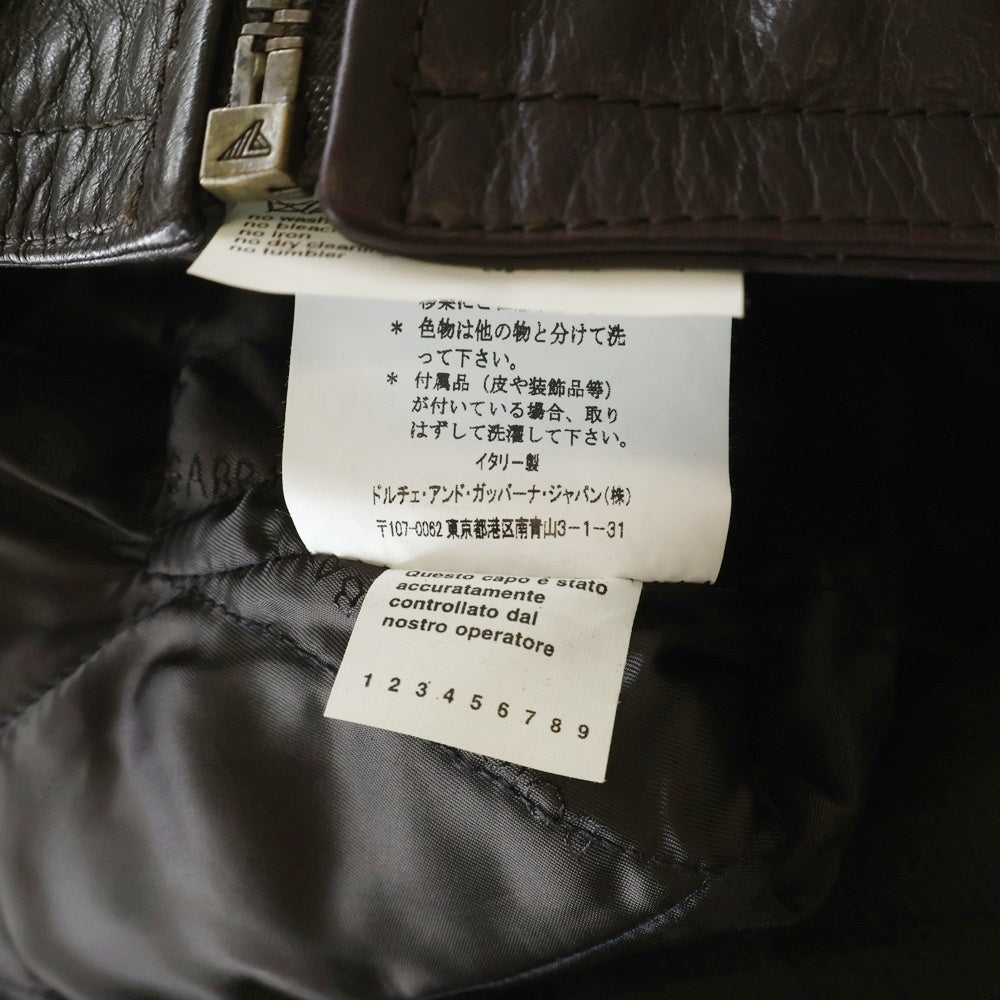 no wash
no bleach
no iron
no dry cleaning
no tumbler
* 色物は他の物と分けて洗
って下さい。
* 付属品（皮や装飾品等）
が付いている場合、取り
はずして洗濯して下さい。
イタリー製
ドルチェ・アンド・ガッバーナ・ジャパン(株)
〒107-0062 東京都港区南青山3-1-31
Questo capo è stato
accuratamente
controllato dal
nostro operatore
1 2 3 4 5 6 7 8 9